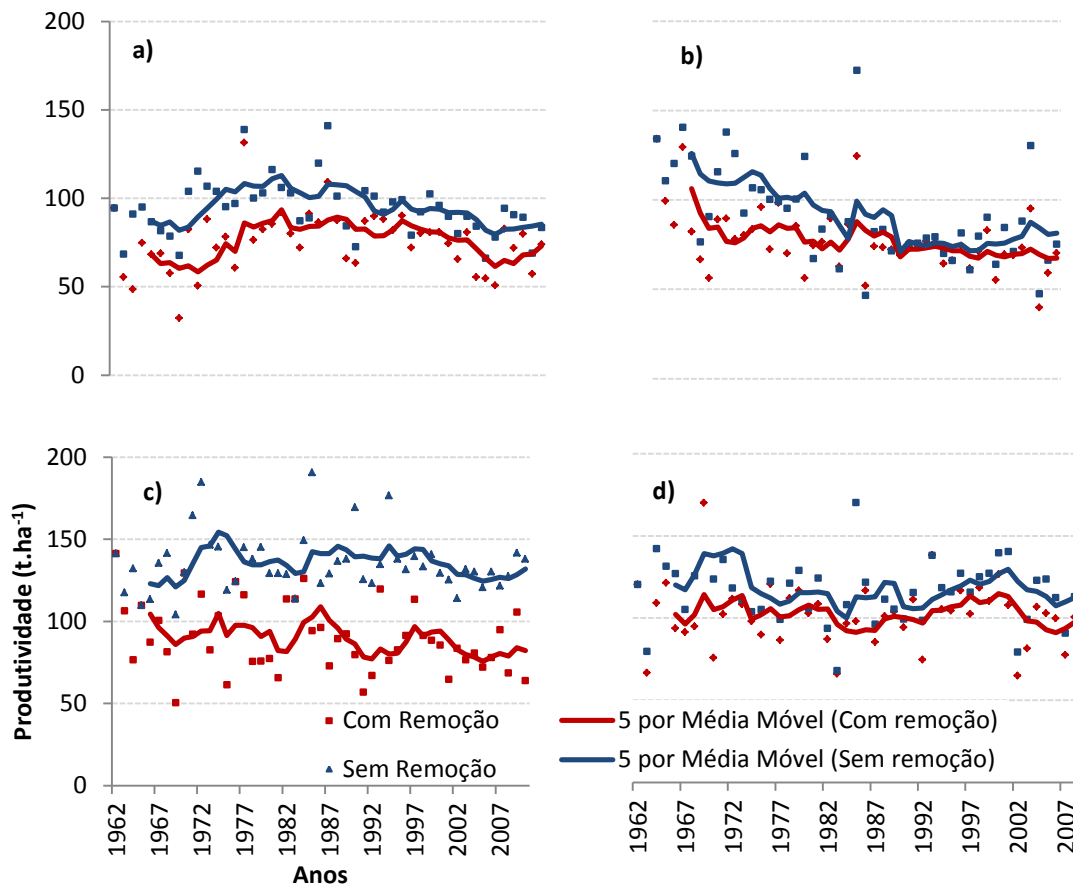 200
a)
b)
150
100
50
0
200
c)
d)
150
100
50
0
Produtividade (t.ha-1)
Com Remoção
5 por Média Móvel (Com remoção)
Sem Remoção
5 por Média Móvel (Sem remoção)
1962 1967 1972 1977 1982 1987 1992 1997 2002 2007
1962 1967 1972 1977 1982 1987 1992 1997 2002 2007
Anos